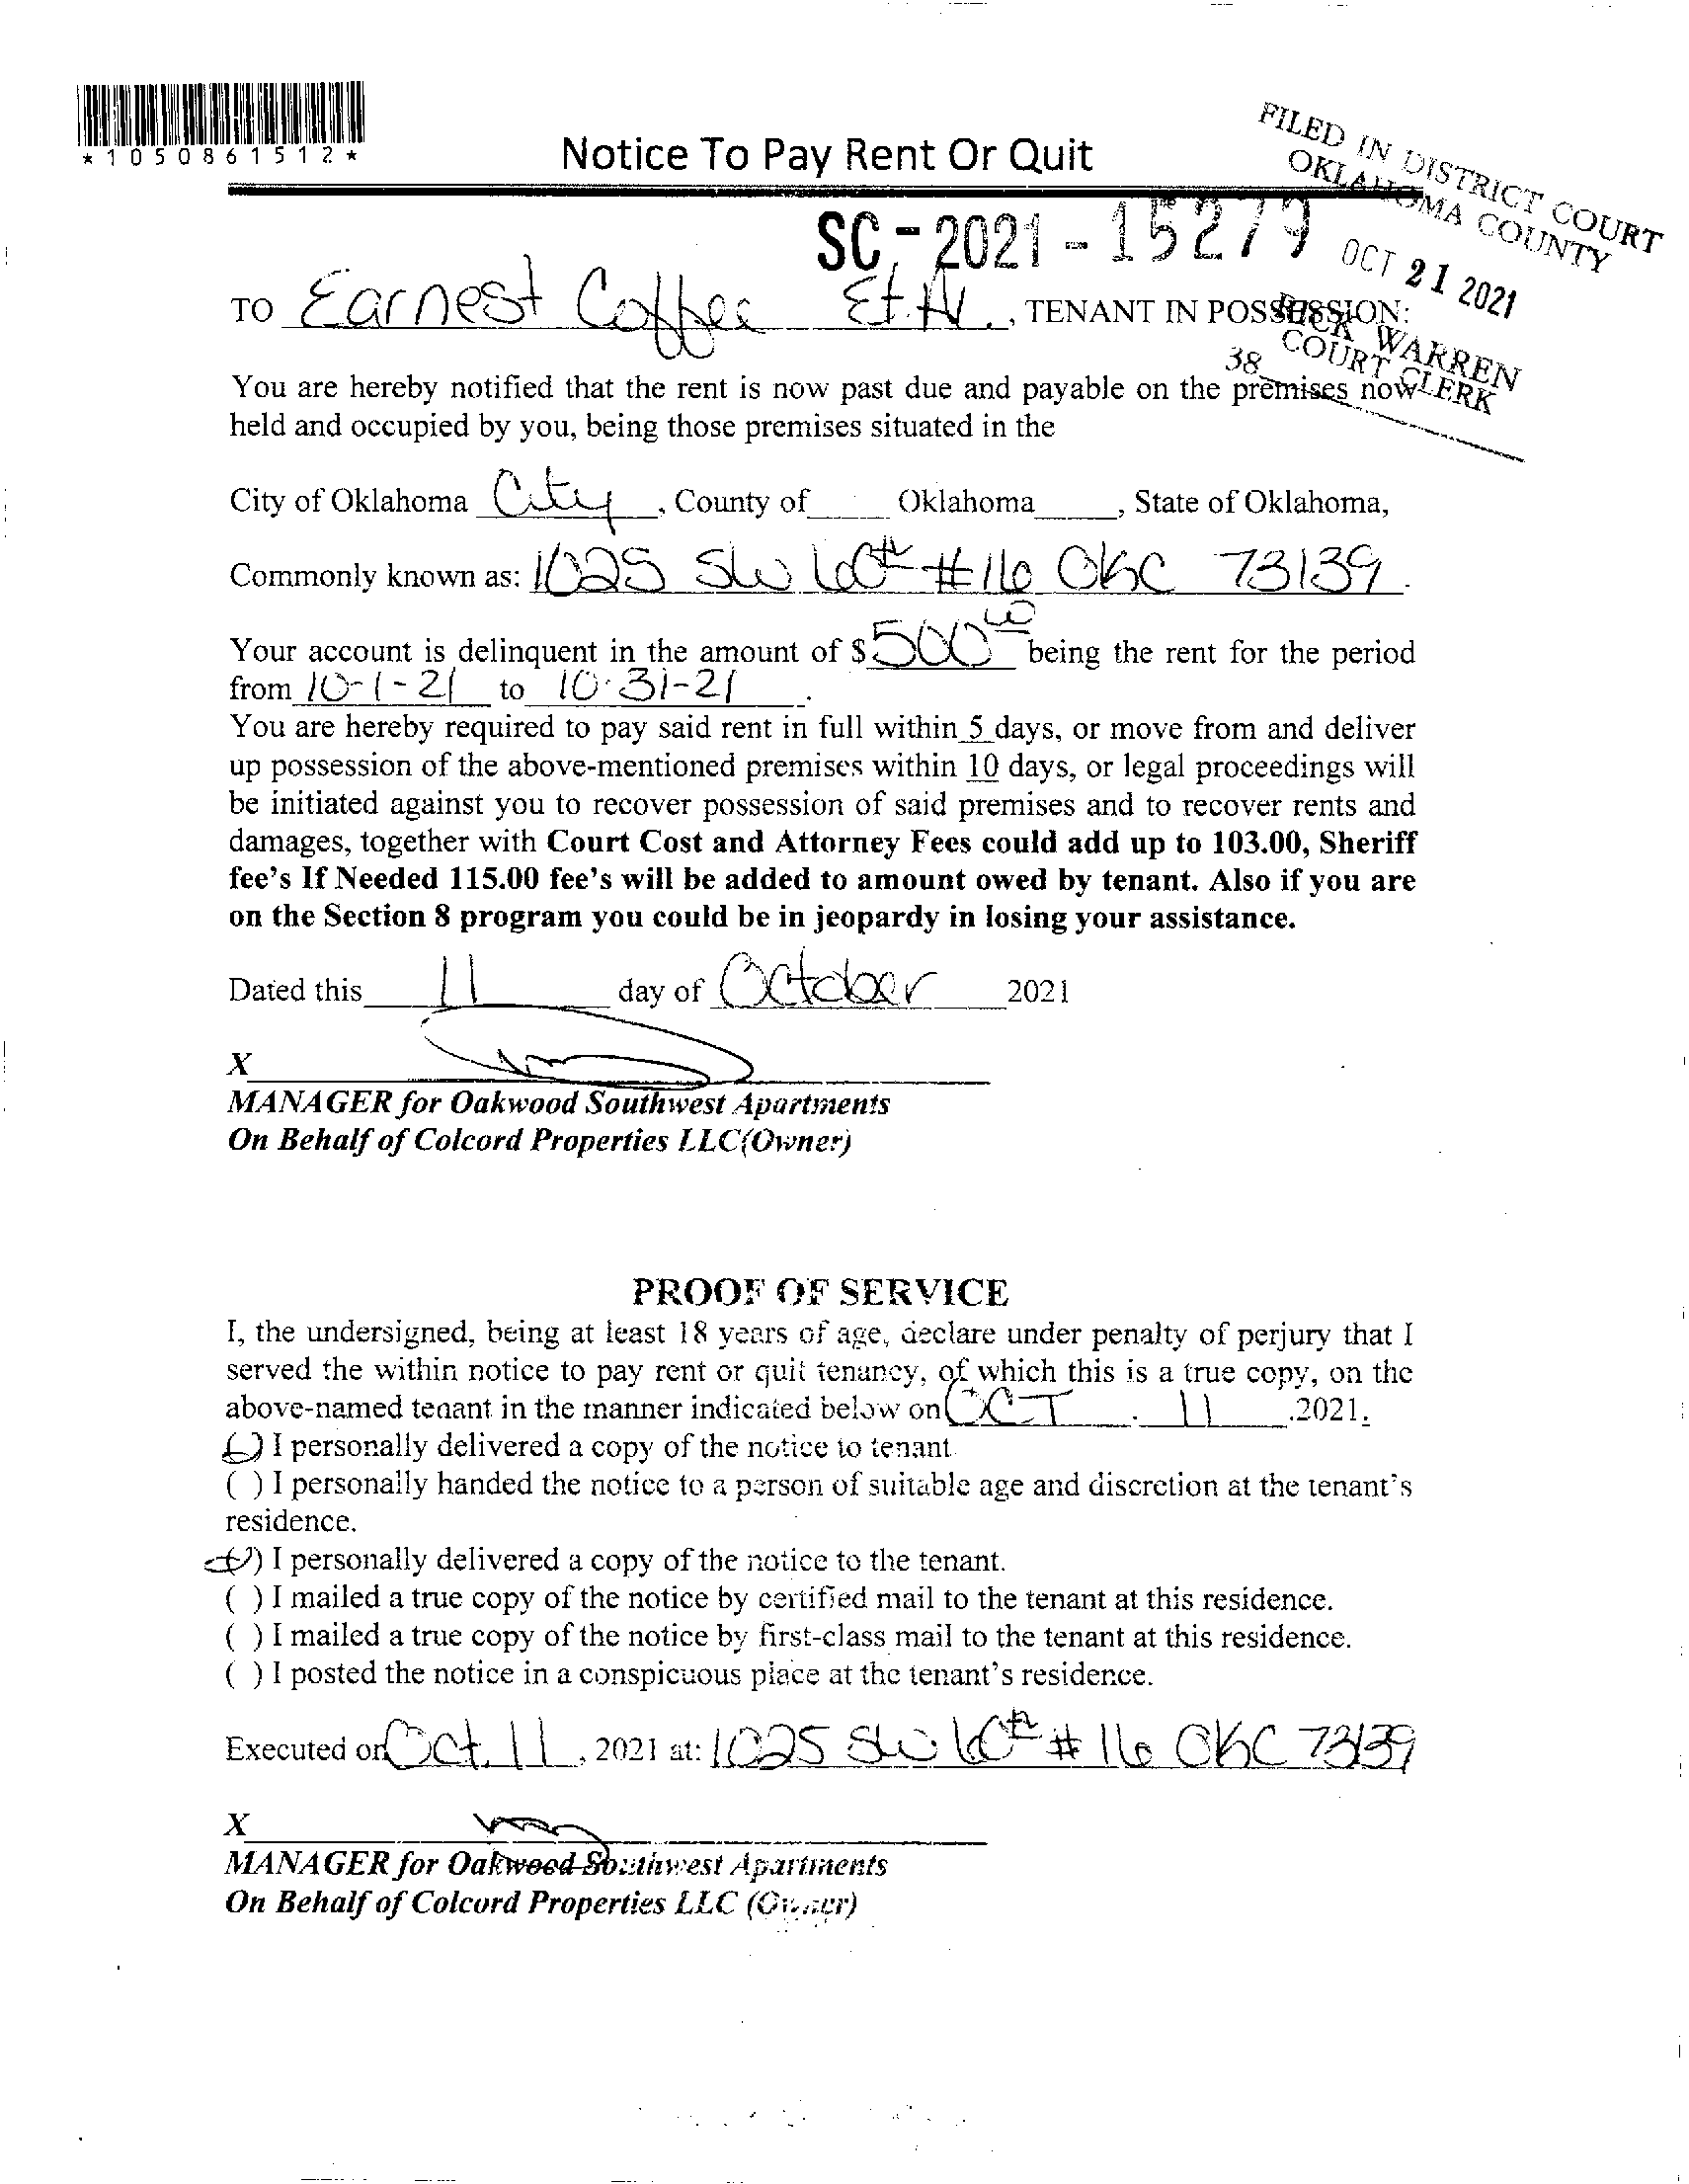 *1050861512*
Notice To Pay Rent Or Quit
FILED IN DISTRICT COURT
OKLAHOMA COUNTY
SC-2021-15279
OCT 21 2021
RICK WARREN
COURT CLERK
38
TO Earnest Coffee Et Al., TENANT IN POSSESSION:
You are hereby notified that the rent is now past due and payable on the premises now
held and occupied by you, being those premises situated in the
City of Oklahoma City, County of Oklahoma, State of Oklahoma,
Commonly known as: 1025 SW 60th #116 OKC 73139.
Your account is delinquent in the amount of $500 00 being the rent for the period
from 10-1-21 to 10-31-21.
You are hereby required to pay said rent in full within 5 days, or move from and deliver
up possession of the above-mentioned premises within 10 days, or legal proceedings will
be initiated against you to recover possession of said premises and to recover rents and
damages, together with Court Cost and Attorney Fees could add up to 103.00, Sheriff
fee's If Needed 115.00 fee's will be added to amount owed by tenant. Also if you are
on the Section 8 program you could be in jeopardy in losing your assistance.
Dated this 11 day of October 2021
X
MANAGER for Oakwood Southwest Apartments
On Behalf of Colcord Properties LLC(Owner)
PROOF OF SERVICE
I, the undersigned, being at least 18 years of age, declare under penalty of perjury that I
served the within notice to pay rent or quit tenancy, of which this is a true copy, on the
above-named tenant in the manner indicated below on OCT. 11.2021.
( ) I personally delivered a copy of the notice to tenant
( ) I personally handed the notice to a person of suitable age and discretion at the tenant's
residence.
( ) I personally delivered a copy of the notice to the tenant.
( ) I mailed a true copy of the notice by certified mail to the tenant at this residence.
( ) I mailed a true copy of the notice by first-class mail to the tenant at this residence.
( ) I posted the notice in a conspicuous place at the tenant's residence.
Executed on Oct. 11, 2021 at: 1025 SW 60th #116 OKC 73139
X
MANAGER for Oakwood Southwest Apartments
On Behalf of Colcord Properties LLC (Owner)